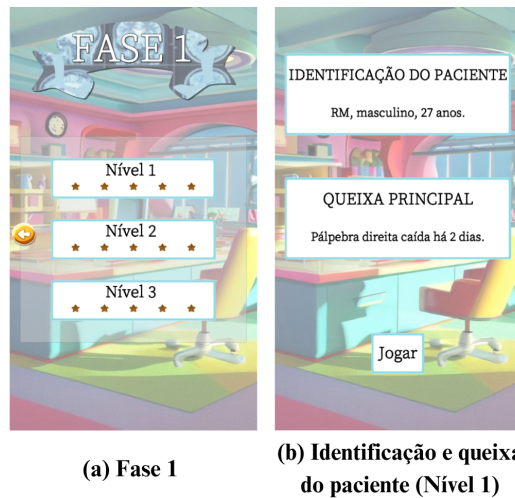 FASE 1
Nível 1
Nível 2
Nível 3
(a) Fase 1
IDENTIFICAÇÃO DO PACIENTE
RM, masculino, 27 anos.
QUEIXA PRINCIPAL
Pálpebra direita caída há 2 dias.
Jogar
(b) Identificação e queixa
do paciente (Nível 1)